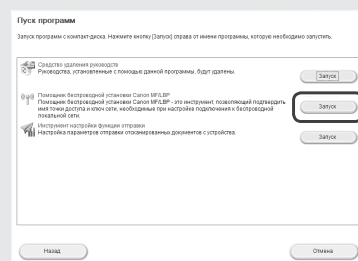 Пуск программ
Запуск программ с компакт-диска. Нажмите кнопку [Запуск] справа от имени программы, которую необходимо запустить.
Средство удаления руководств
Руководства, установленные с помощью данной программы, будут удалены.
Запуск
Помощник беспроводной установки Canon MF/LBP
Помощник беспроводной установки Canon MF/LBP - это инструмент, позволяющий подтвердить
имя точки доступа и ключ сети, необходимые при настройке подключения к беспроводной
локальной сети.
Запуск
Инструмент настройки функции отправки
Настройка параметров отправки отсканированных документов с устройства.
Запуск
Назад
Отмена